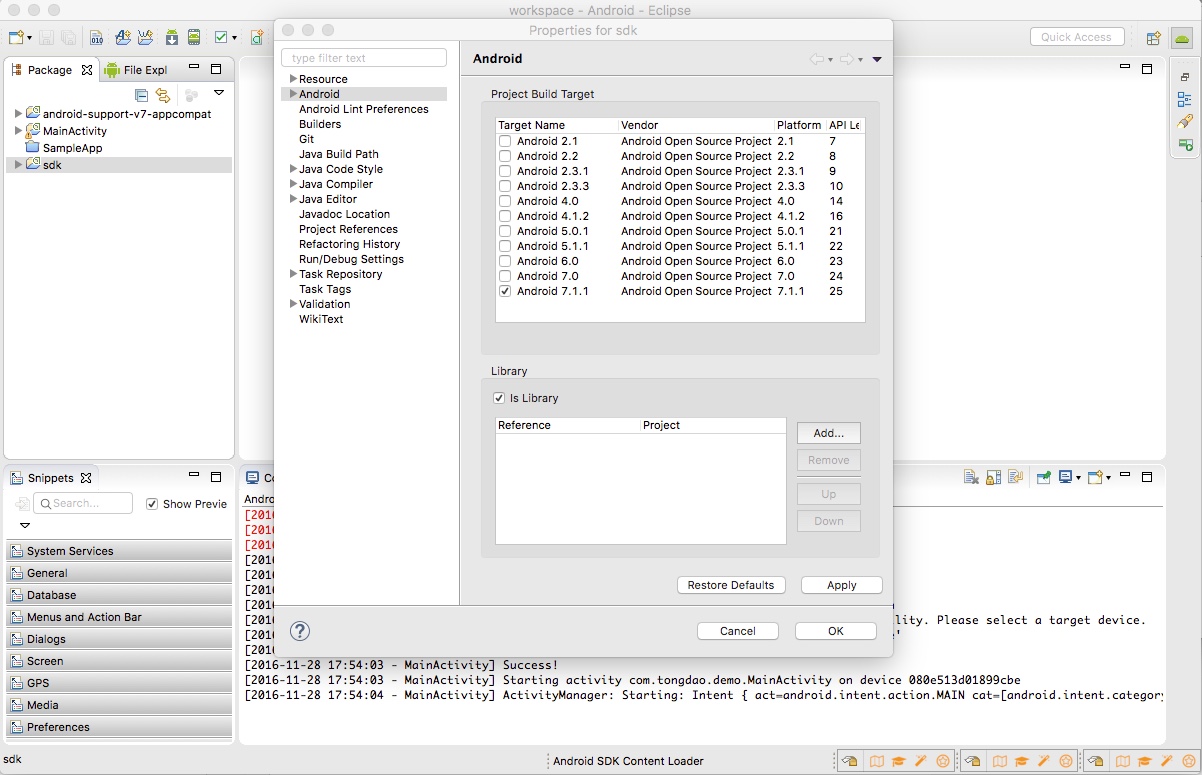 workspace - Android - Eclipse
Quick Access
Package
File Expl
android-support-v7-appcompat
MainActivity
SampleApp
sdk
Properties for sdk
type filter text
Resource
Android
Android Lint Preferences
Builders
Git
Java Build Path
Java Code Style
Java Compiler
Java Editor
Javadoc Location
Project References
Refactoring History
Run/Debug Settings
Task Repository
Task Tags
Validation
WikiText
Android
Project Build Target
Target Name Vendor Platform API Le
Android 2.1 Android Open Source Project 2.1 7
Android 2.2 Android Open Source Project 2.2 8
Android 2.3.1 Android Open Source Project 2.3.1 9
Android 2.3.3 Android Open Source Project 2.3.3 10
Android 4.0 Android Open Source Project 4.0 14
Android 4.1.2 Android Open Source Project 4.1.2 16
Android 5.0.1 Android Open Source Project 5.0.1 21
Android 5.1.1 Android Open Source Project 5.1.1 22
Android 6.0 Android Open Source Project 6.0 23
Android 7.0 Android Open Source Project 7.0 24
Android 7.1.1 Android Open Source Project 7.1.1 25
Library
Is Library
Reference Project
Add...
Remove
Up
Down
Restore Defaults Apply
? Cancel OK
Snippets
Search... Show Previe
System Services
General
Database
Menus and Action Bar
Dialogs
Screen
GPS
Media
Preferences
Co
Andro
[2016
[2016
[2016
[2016
[2016
[2016
[2016
[2016
[2016
[2016
lity. Please select a target device.
[2016-11-28 17:54:03 - MainActivity] Success!
[2016-11-28 17:54:03 - MainActivity] Starting activity com.tongdao.demo.MainActivity on device 080e513d01899cbe
[2016-11-28 17:54:04 - MainActivity] ActivityManager: Starting: Intent { act=android.intent.action.MAIN cat=[android.intent.category
sdk
Android SDK Content Loader